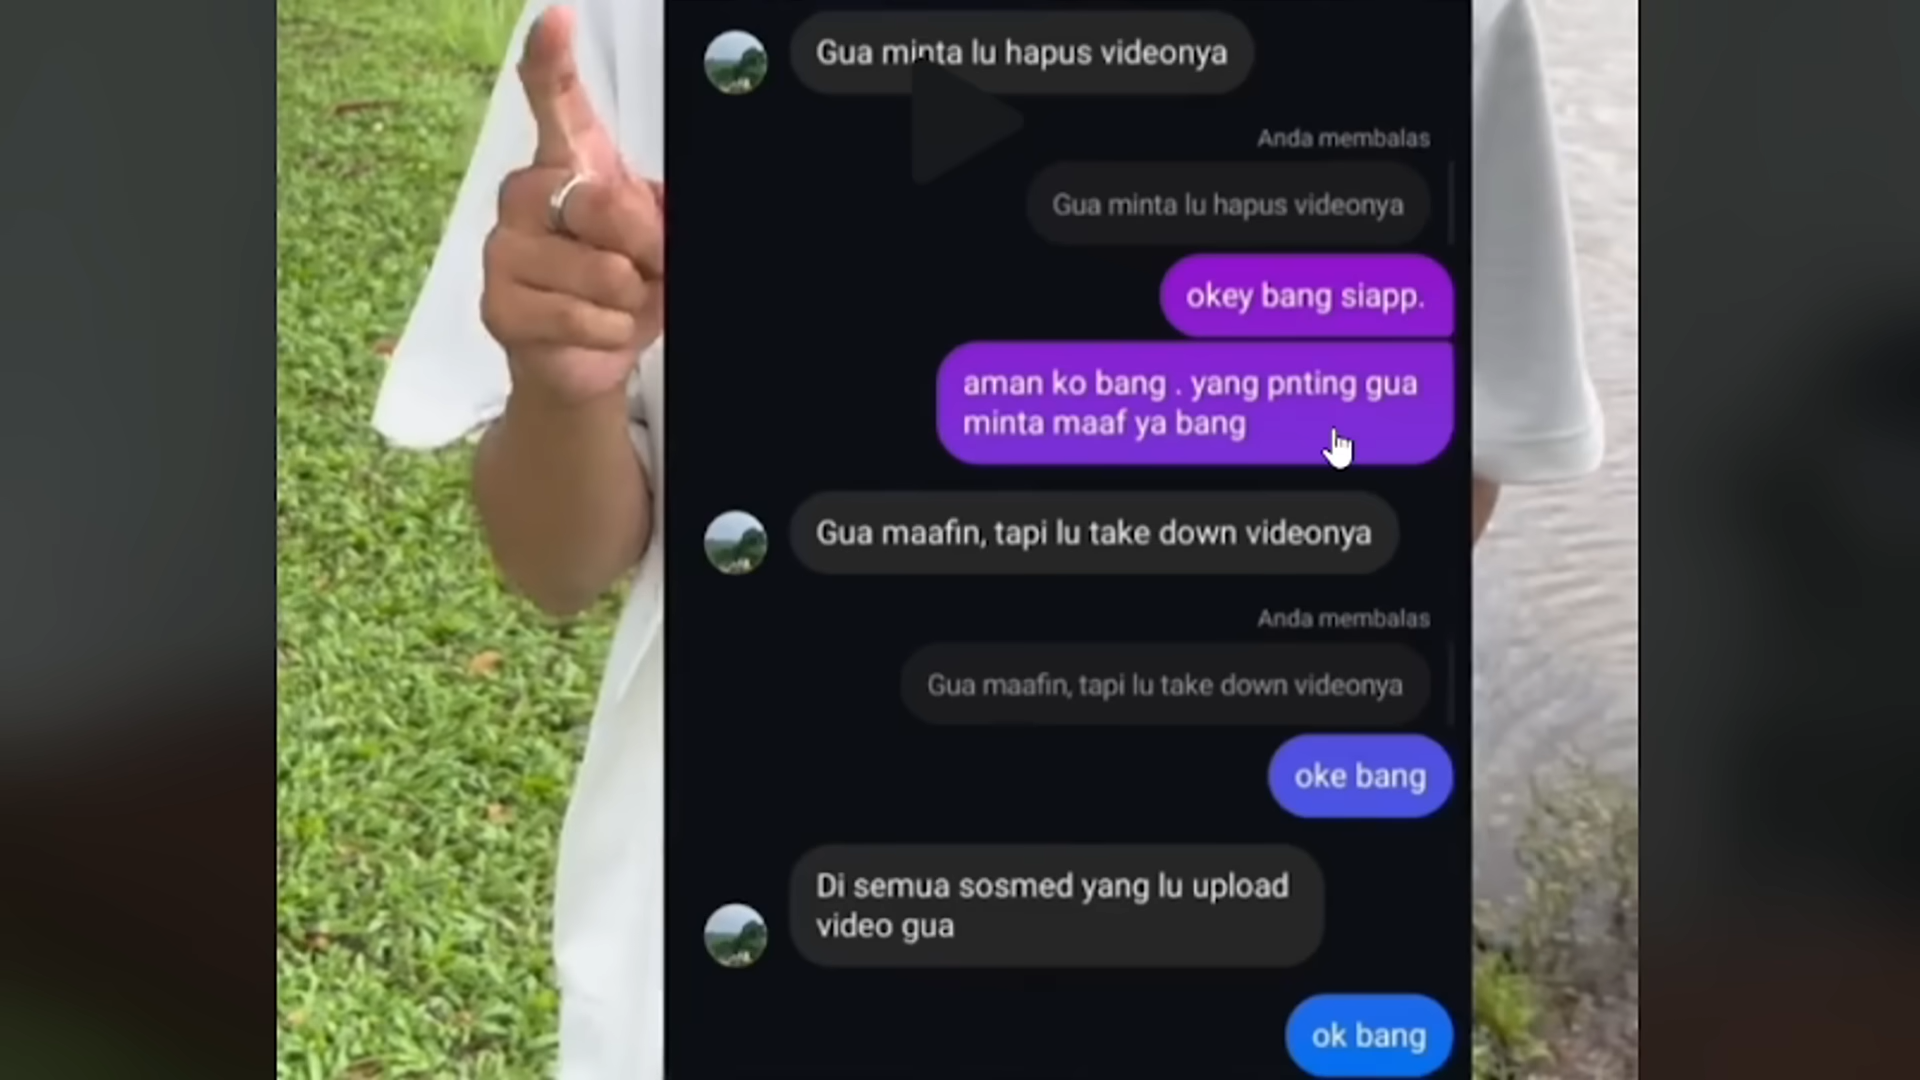 Gua minta lu hapus videonya
Anda membalas
Gua minta lu hapus videonya
okey bang siapp.
aman ko bang . yang pnting gua
minta maaf ya bang
Gua maafin, tapi lu take down videonya
Anda membalas
Gua maafin, tapi lu take down videonya
oke bang
Di semua sosmed yang lu upload
video gua
ok bang